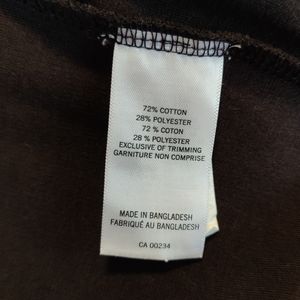 72% COTTON
28% POLYESTER
72 % COTON
28 % POLYESTER
EXCLUSIVE OF TRIMMING
GARNITURE NON COMPRISE
MADE IN BANGLADESH
FABRIQUÉ AU BANGLADESH
CA 00234